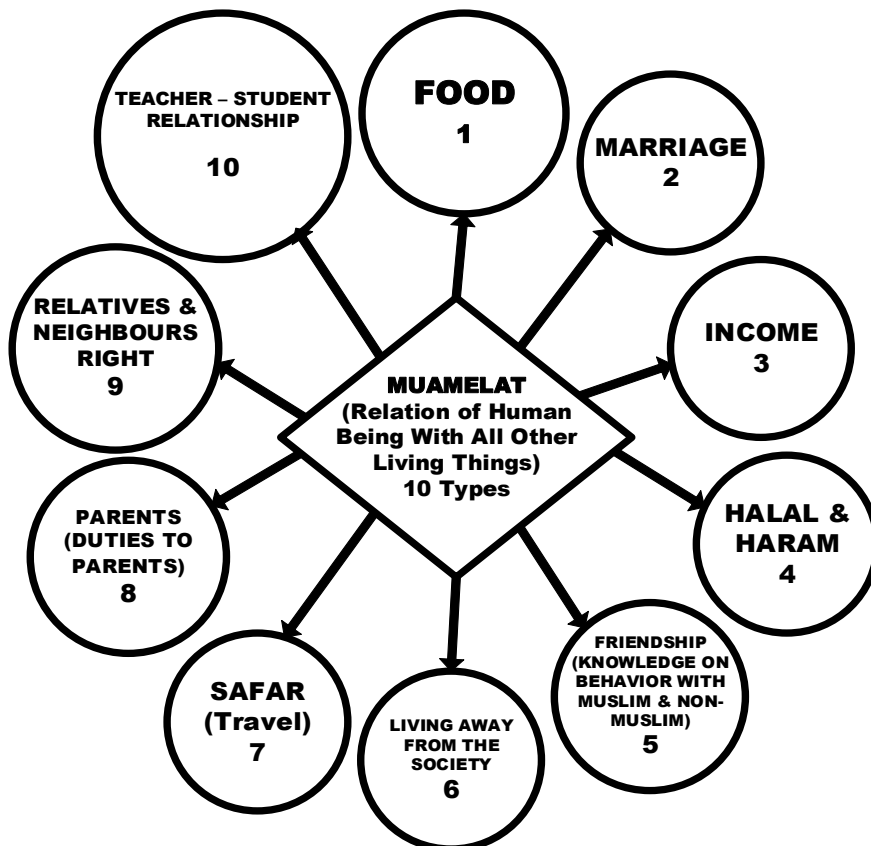 MUAMELAT
(Relation of Human
Being With All Other
Living Things)
10 Types
FOOD
1
MARRIAGE
2
INCOME
3
HALAL &
HARAM
4
FRIENDSHIP
(KNOWLEDGE ON
BEHAVIOR WITH
MUSLIM & NON-
MUSLIM)
5
LIVING AWAY
FROM THE
SOCIETY
6
SAFAR
(Travel)
7
PARENTS
(DUTIES TO
PARENTS)
8
RELATIVES &
NEIGHBOURS
RIGHT
9
TEACHER – STUDENT
RELATIONSHIP
10